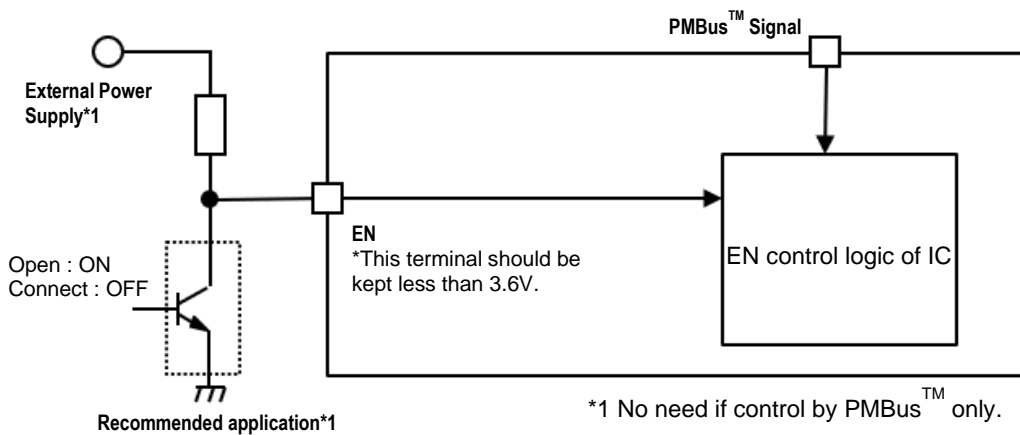 PMBus™ Signal
External Power
Supply*1
EN
*This terminal should be
kept less than 3.6V.
EN control logic of IC
Open : ON
Connect : OFF
Recommended application*1
*1 No need if control by PMBus™ only.